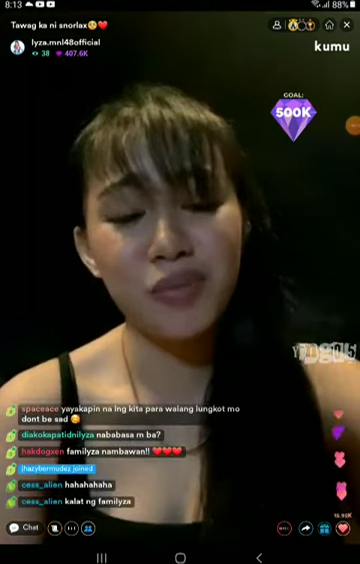 8:13
88%
Tawag ka ni snorlax🥺❤️
lyza.mnl48official
38 407.6K
kumu
GOAL:
500K
spaceace yayakapin na lng kita para walang lungkot mo
dont be sad 🥰
diakokapatidnilyza nababasa m ba?
hakdogxen familyza nambawan!! ❤️❤️❤️
jhazybermudez joined
cess_alien hahahahaha
cess_alien kalat ng familyza
Chat